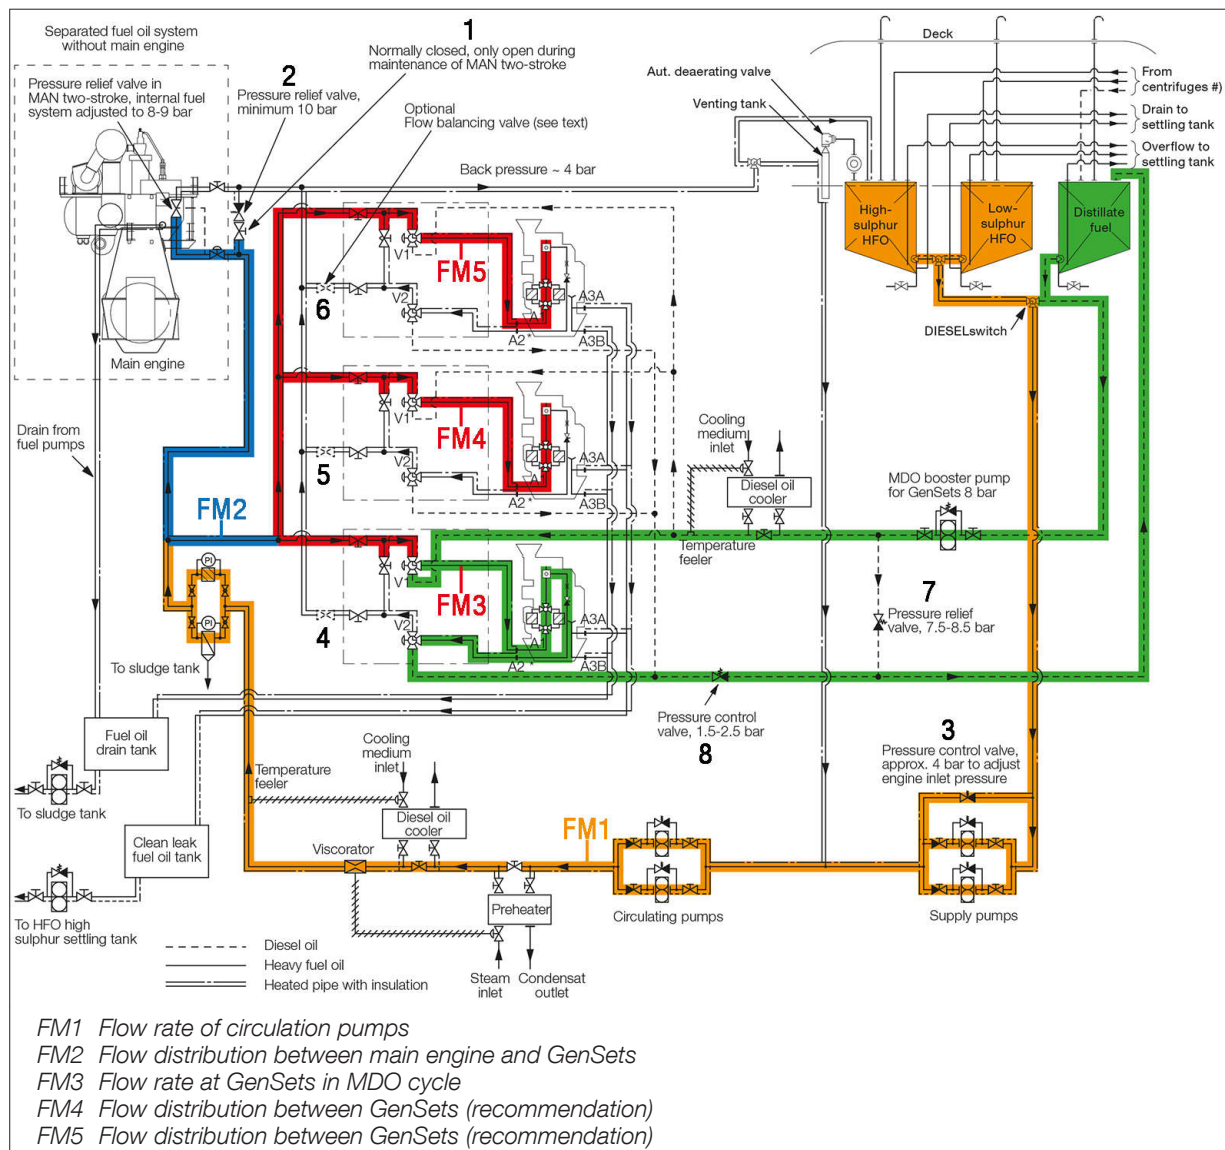 Separated fuel oil system
without main engine
Pressure relief valve in
MAN two-stroke, internal fuel
system adjusted to 8-9 bar
1
Normally closed, only open during
maintenance of MAN two-stroke
2
Pressure relief valve,
minimum 10 bar
Optional
Flow balancing valve (see text)
Back pressure ~ 4 bar
Aut. deaerating valve
Venting tank
Deck
From
centrifuges #)
Drain to
settling tank
Overflow to
settling tank
High-
sulphur
HFO
Low-
sulphur
HFO
Distillate
fuel
DIESELswitch
Main engine
V1
FM5
6
V2
A
A2 *
A3A
A3B
V1
FM4
5
V2
A
A2 *
A3A
A3B
Drain from
fuel pumps
FM2
Cooling
medium
inlet
Diesel oil
cooler
Temperature
feeler
MDO booster pump
for GenSets 8 bar
V1
FM3
4
V2
A
A2 *
A3A
A3B
7
Pressure relief
valve, 7.5-8.5 bar
PI
PI
To sludge tank
Pressure control
valve, 1.5-2.5 bar
8
3
Pressure control valve,
approx. 4 bar to adjust
engine inlet pressure
Fuel oil
drain tank
To sludge tank
Temperature
feeler
Cooling
medium
inlet
Diesel oil
cooler
Clean leak
fuel oil tank
Viscorator
FM1
Preheater
Circulating pumps
Supply pumps
To HFO high
sulphur settling tank
Steam
inlet
Condensat
outlet
Diesel oil
Heavy fuel oil
Heated pipe with insulation
FM1 Flow rate of circulation pumps
FM2 Flow distribution between main engine and GenSets
FM3 Flow rate at GenSets in MDO cycle
FM4 Flow distribution between GenSets (recommendation)
FM5 Flow distribution between GenSets (recommendation)